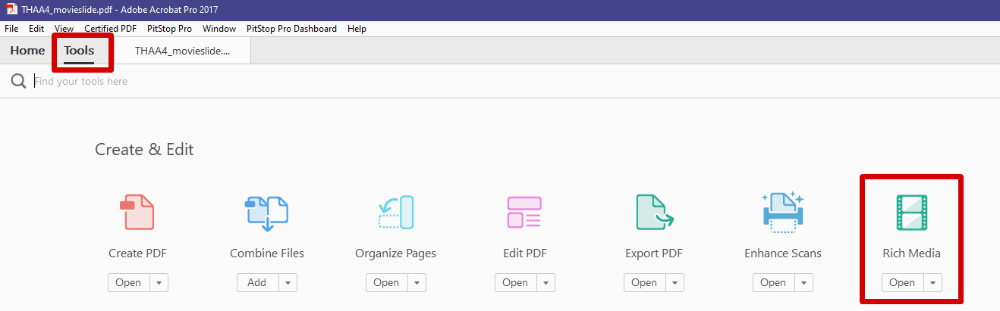 THAA4_movieslide.pdf - Adobe Acrobat Pro 2017
File Edit View Certified PDF PitStop Pro Window PitStop Pro Dashboard Help
Home Tools THAA4_movieslide....
Find your tools here
Create & Edit
Create PDF Combine Files Organize Pages Edit PDF Export PDF Enhance Scans Rich Media
Open Add Open Open Open Open Open